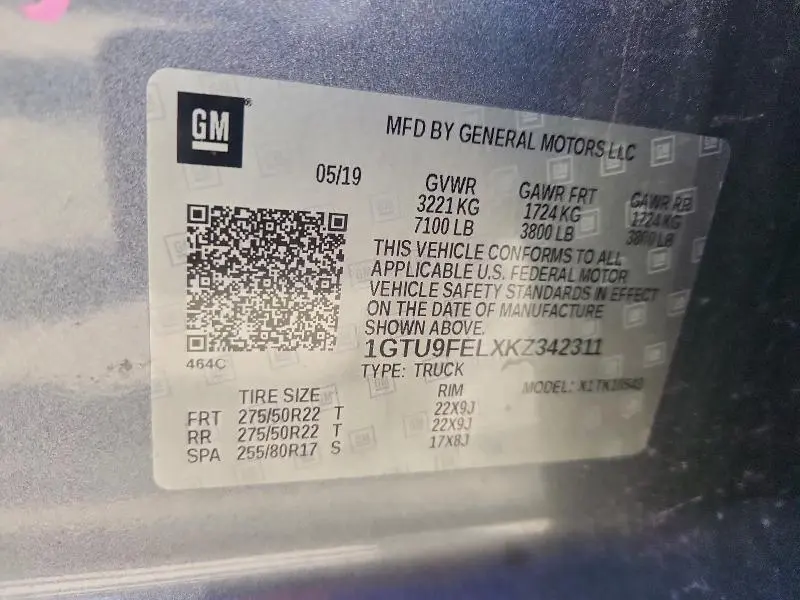 GM
MFD BY GENERAL MOTORS LLC
05/19
GVWR GAWR FRT GAWR RR
3221 KG 1724 KG 1724 KG
7100 LB 3800 LB 3800 LB
THIS VEHICLE CONFORMS TO ALL
APPLICABLE U.S. FEDERAL MOTOR
VEHICLE SAFETY STANDARDS IN EFFECT
ON THE DATE OF MANUFACTURE
SHOWN ABOVE.
464C
1GTU9FELXKZ342311
TYPE: TRUCK
MODEL:
TIRE SIZE RIM
FRT 275/50R22 T 22X9J
RR 275/50R22 T 22X9J
SPA 255/80R17 S 17X8J